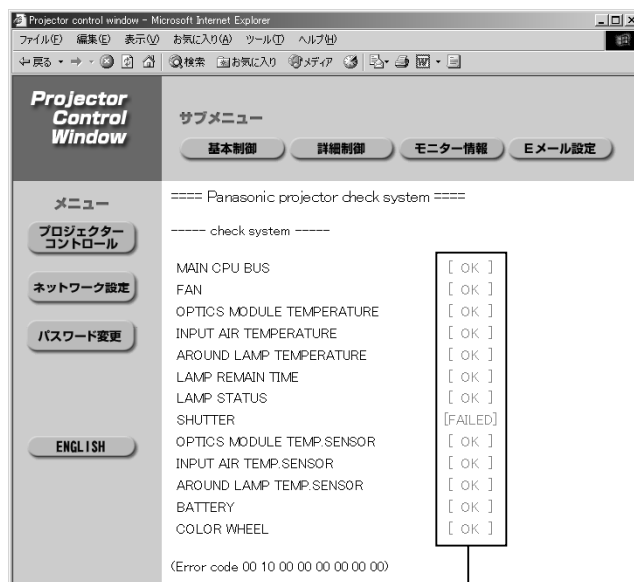 Projector control window - Microsoft Internet Explorer
ファイル(F) 編集(E) 表示(V) お気に入り(A) ツール(T) ヘルプ(H)
戻る 検索 お気に入り メディア
Projector
Control
Window
サブメニュー
基本制御 詳細制御 モニター情報 Eメール設定
メニュー
プロジェクター
コントロール
ネットワーク設定
パスワード変更
ENGLISH
==== Panasonic projector check system ====
----- check system -----
MAIN CPU BUS [ OK ]
FAN [ OK ]
OPTICS MODULE TEMPERATURE [ OK ]
INPUT AIR TEMPERATURE [ OK ]
AROUND LAMP TEMPERATURE [ OK ]
LAMP REMAIN TIME [ OK ]
LAMP STATUS [ OK ]
SHUTTER [FAILED]
OPTICS MODULE TEMP.SENSOR [ OK ]
INPUT AIR TEMP.SENSOR [ OK ]
AROUND LAMP TEMP.SENSOR [ OK ]
BATTERY [ OK ]
COLOR WHEEL [ OK ]
(Error code 00 10 00 00 00 00 00 00)